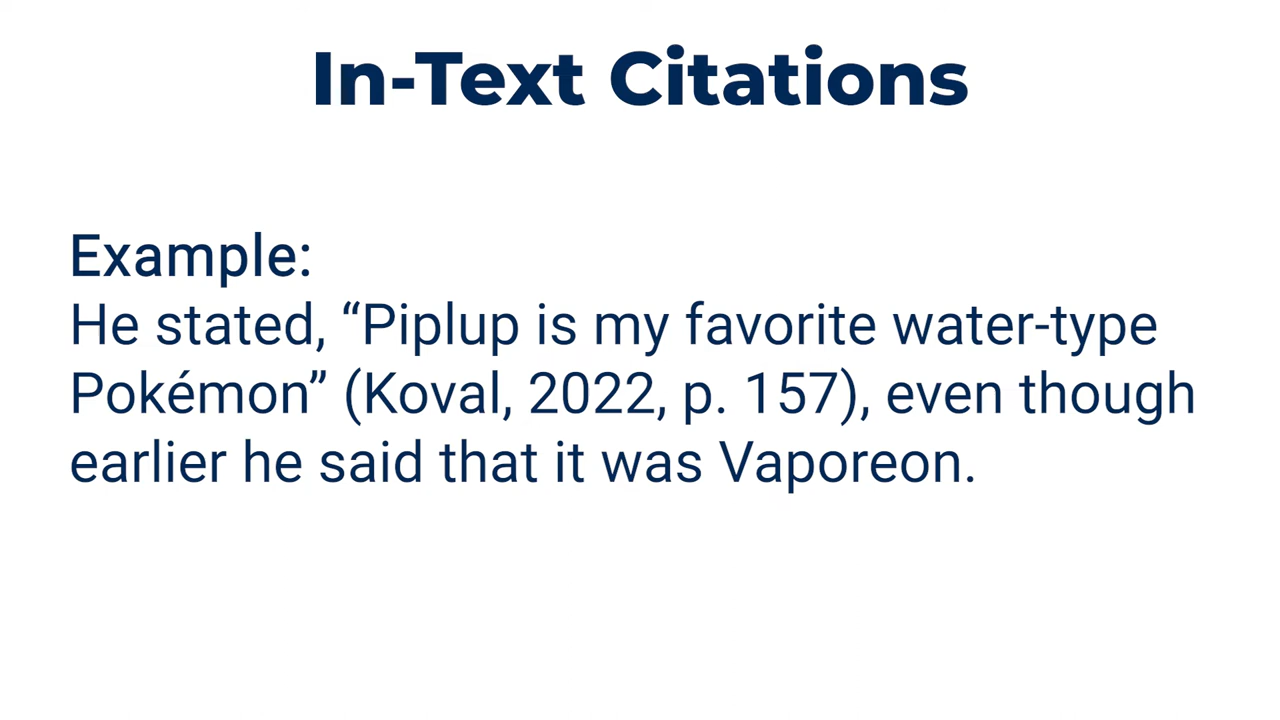 In-Text Citations
Example:
He stated, “Piplup is my favorite water-type
Pokémon” (Koval, 2022, p. 157), even though
earlier he said that it was Vaporeon.